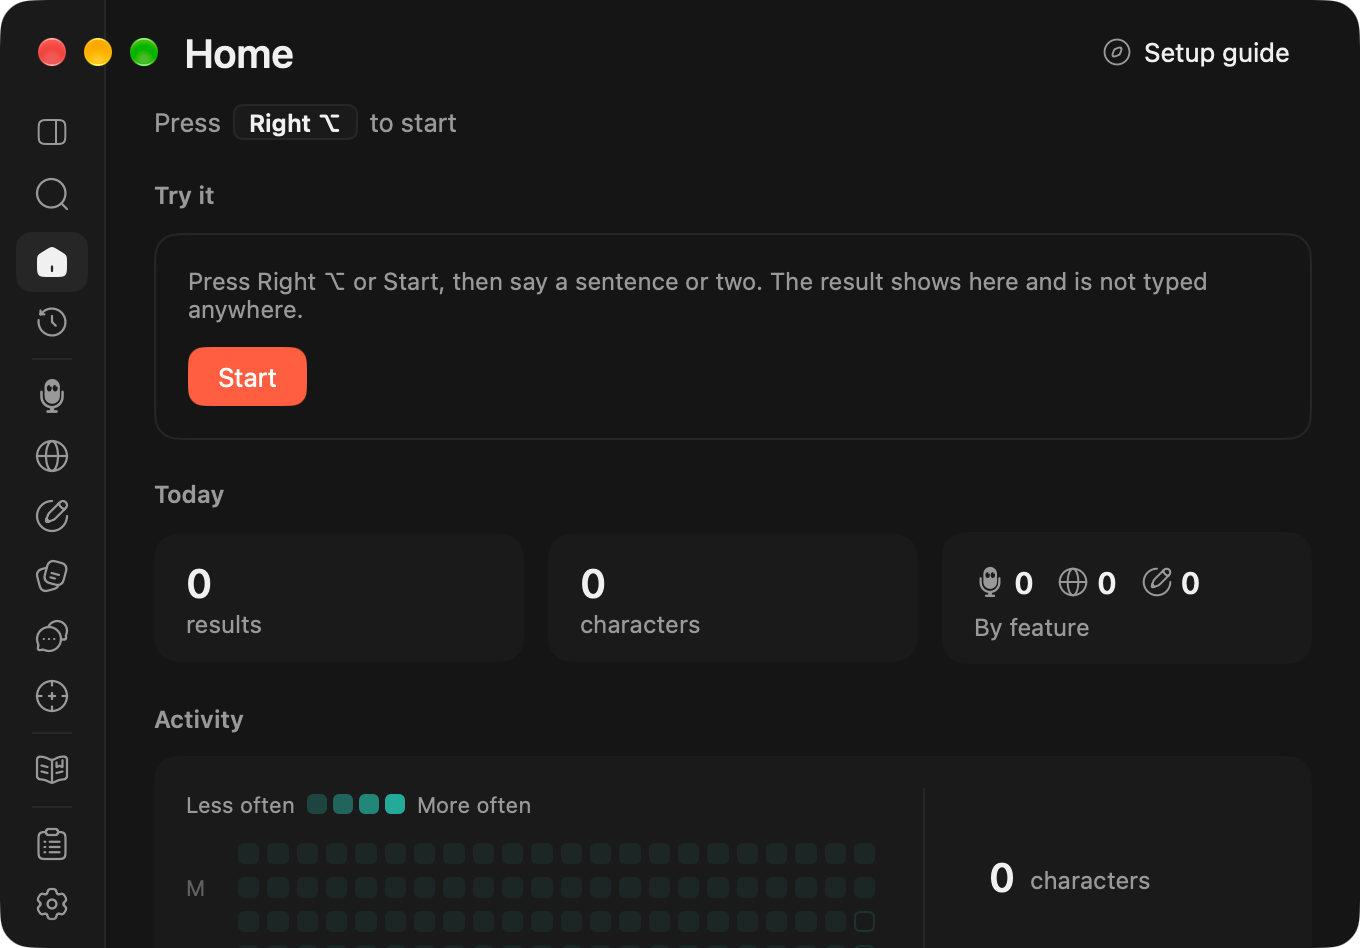 Home
Setup guide
Press Right ⌥ to start
Try it
Press Right ⌥ or Start, then say a sentence or two. The result shows here and is not typed
anywhere.
Start
Today
0
results
0
characters
0 0 0
By feature
Activity
Less often More often
M
0 characters